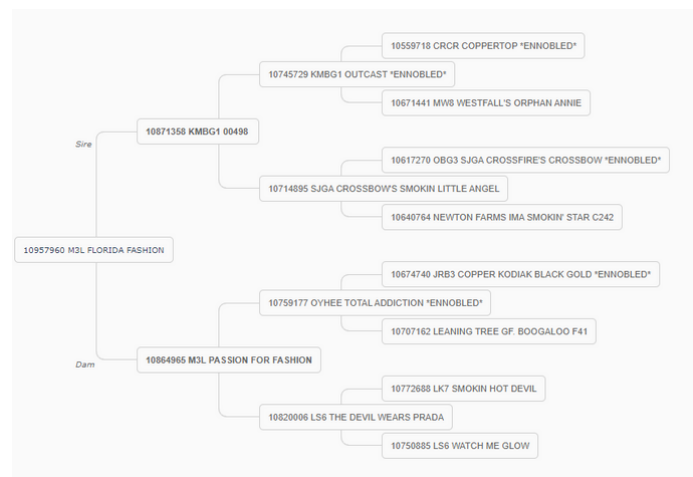 10559718 CRCR COPPERTOP *ENNOBLED*
10745729 KMBG1 OUTCAST *ENNOBLED*
10671441 MW8 WESTFALL'S ORPHAN ANNIE
10871358 KMBG1 00498
Sire
10617270 OBG3 SJGA CROSSFIRE'S CROSSBOW *ENNOBLED*
10714895 SJGA CROSSBOW'S SMOKIN LITTLE ANGEL
10640764 NEWTON FARMS IMA SMOKIN' STAR C242
10957960 M3L FLORIDA FASHION
10674740 JRB3 COPPER KODIAK BLACK GOLD *ENNOBLED*
10759177 OYHEE TOTAL ADDICTION *ENNOBLED*
10707162 LEANING TREE GF. BOOGALOO F41
10864965 M3L PASSION FOR FASHION
Dam
10772688 LK7 SMOKIN HOT DEVIL
10820006 LS6 THE DEVIL WEARS PRADA
10750885 LS6 WATCH ME GLOW